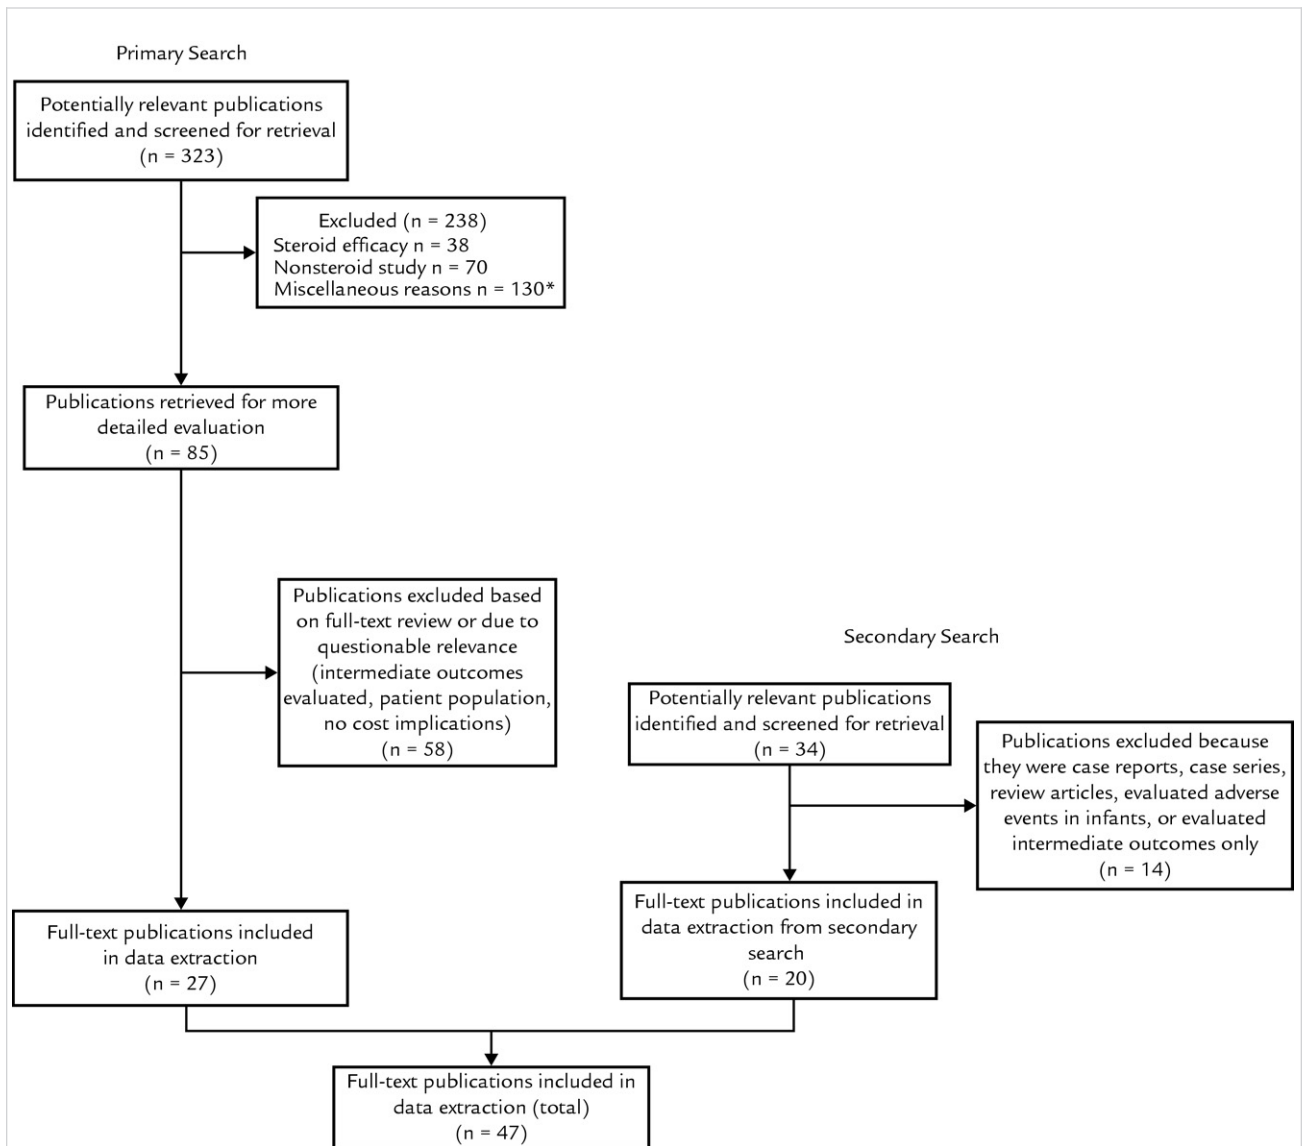 Primary Search
Potentially relevant publications
identified and screened for retrieval
(n = 323)
Excluded (n = 238)
Steroid efficacy n = 38
Nonsteroid study n = 70
Miscellaneous reasons n = 130*
Publications retrieved for more
detailed evaluation
(n = 85)
Publications excluded based
on full-text review or due to
questionable relevance
(intermediate outcomes
evaluated, patient population,
no cost implications)
(n = 58)
Full-text publications included
in data extraction
(n = 27)
Secondary Search
Potentially relevant publications
identified and screened for retrieval
(n = 34)
Publications excluded because
they were case reports, case series,
review articles, evaluated adverse
events in infants, or evaluated
intermediate outcomes only
(n = 14)
Full-text publications included in
data extraction from secondary
search
(n = 20)
Full-text publications included in
data extraction (total)
(n = 47)